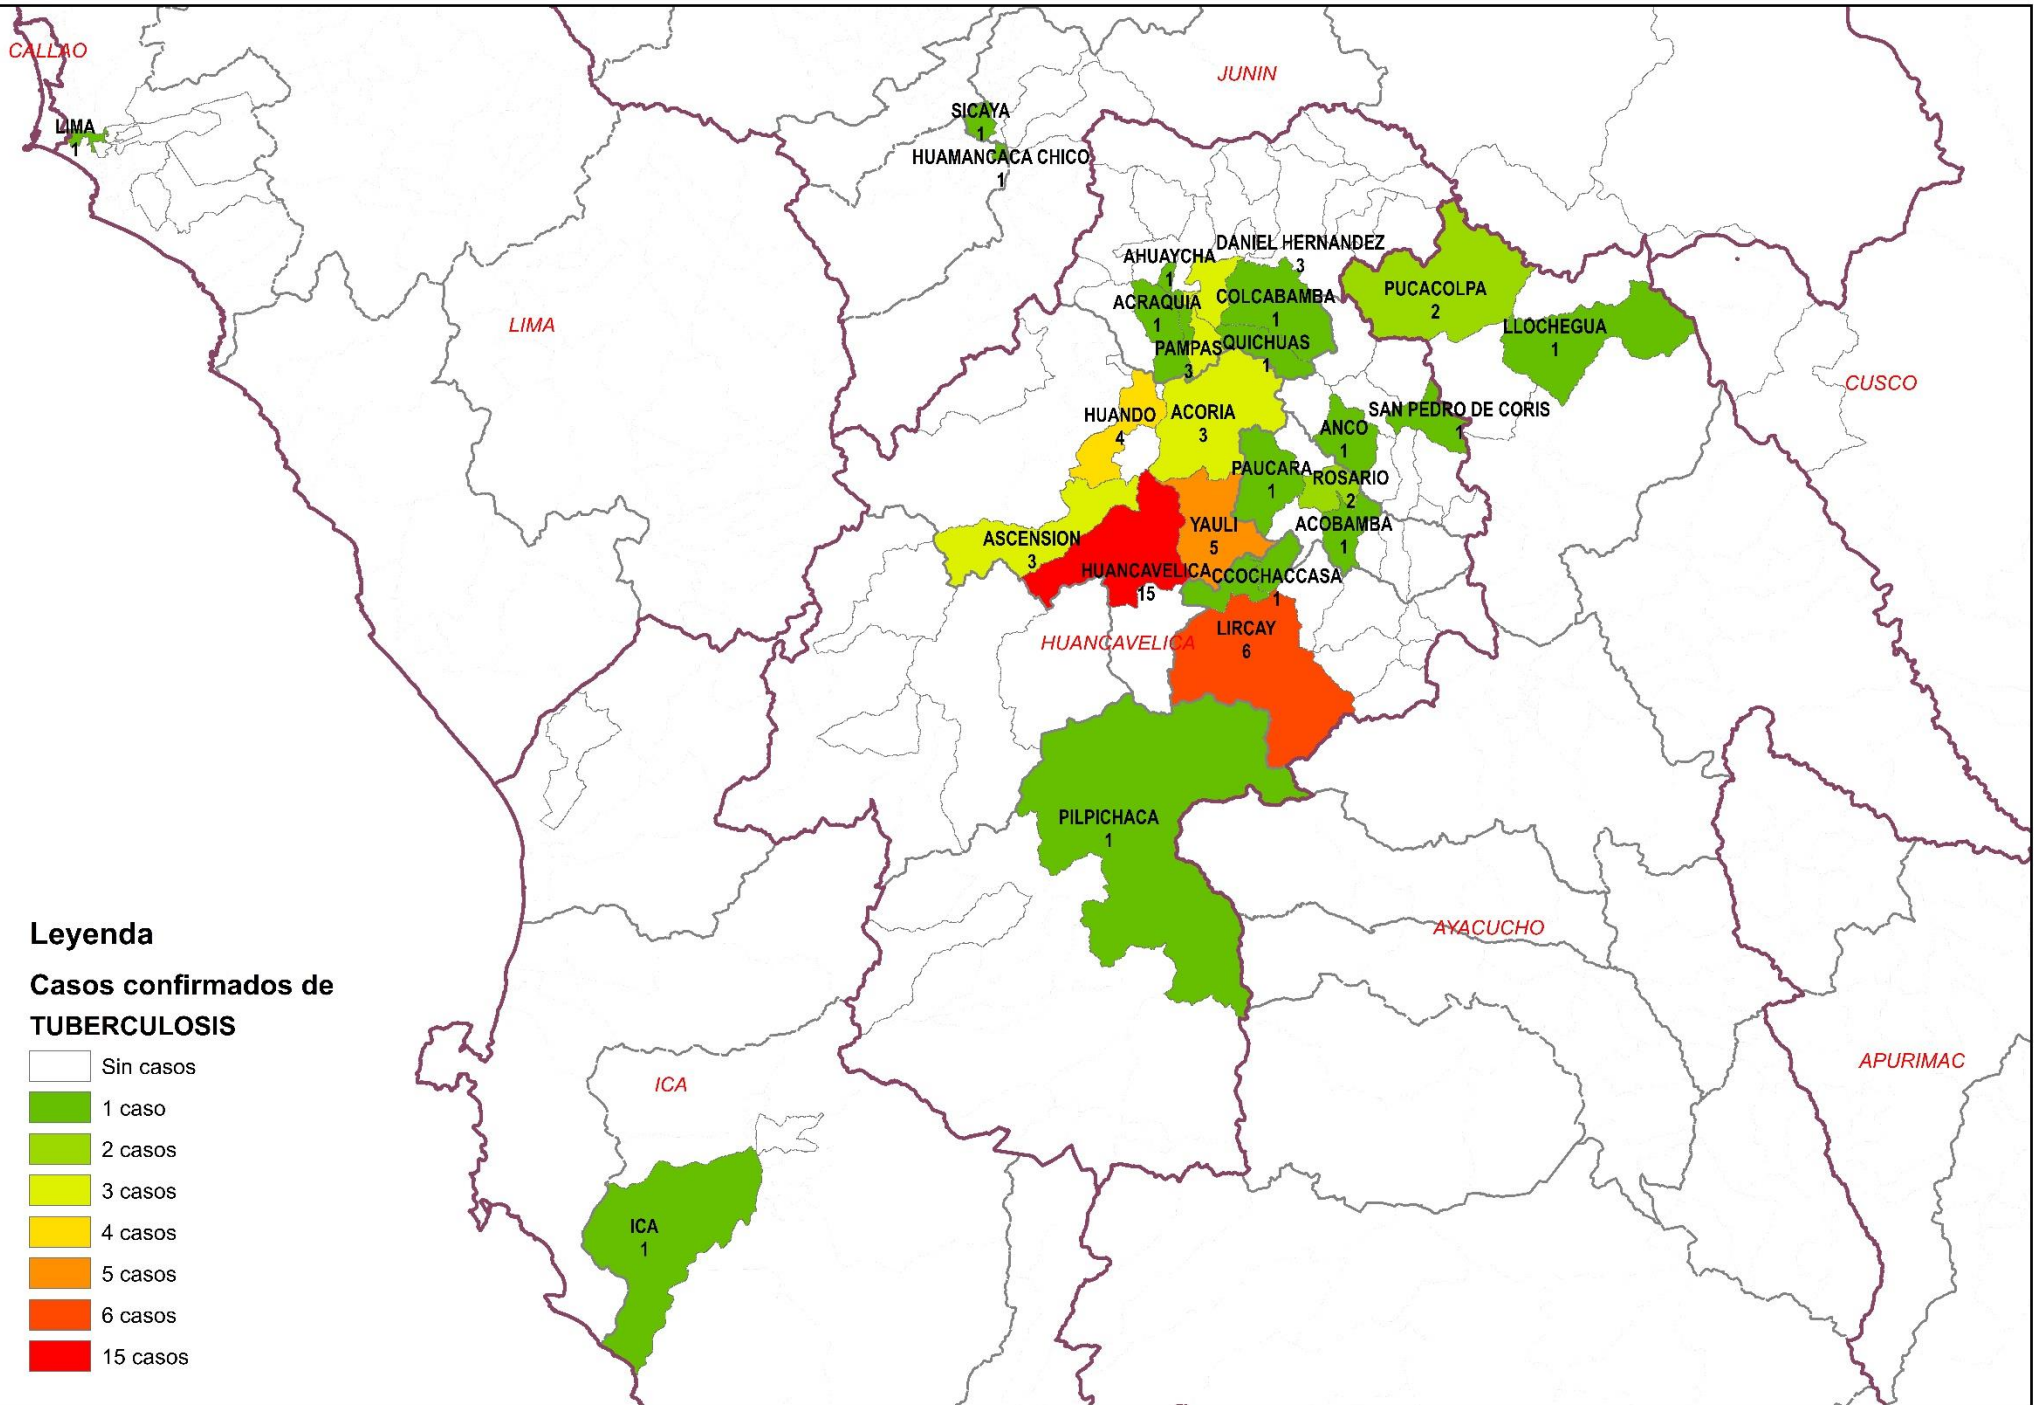 CALLAO
JUNIN
LIMA
1
SICAYA
1
HUAMANCACA CHICO
1
DANIEL HERNANDEZ
3
AHUAYCHA
1
ACRAQUIA
1
COLCABAMBA
1
PUCACOLPA
2
LLOCHEGUA
1
LIMA
PAMPAS
3
QUICHUAS
1
CUSCO
HUANDO
4
ACORIA
3
SAN PEDRO DE CORIS
1
ANCO
1
PAUCARA
1
ROSARIO
2
ASCENSION
3
YAULI
5
ACOBAMBA
1
HUANCAVELICA
15
CCOCHACCASA
1
LIRCAY
6
HUANCAVELICA
PILPICHACA
1
AYACUCHO
APURIMAC
ICA
ICA
1
Leyenda
Casos confirmados de
TUBERCULOSIS
Sin casos
1 caso
2 casos
3 casos
4 casos
5 casos
6 casos
15 casos